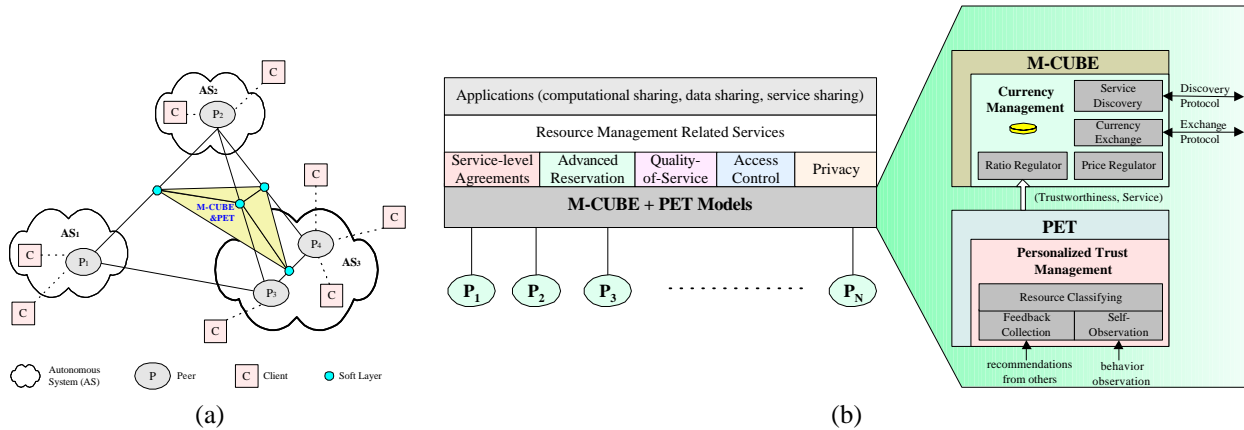 C
AS2
C
P2
M-CUBE
&PET
C
AS1
C
P1
C
P4
C
AS3
C
P3
C
C
Autonomous
System (AS)
P
Peer
C
Client
Soft Layer
(a)
Applications (computational sharing, data sharing, service sharing)
Resource Management Related Services
Service-level
Agreements
Advanced
Reservation
Quality-
of-Service
Access
Control
Privacy
M-CUBE + PET Models
P1
P2
P3
PN
M-CUBE
Currency
Management
Service
Discovery
Discovery
Protocol
Currency
Exchange
Exchange
Protocol
Ratio Regulator
Price Regulator
(Trustworthiness, Service)
PET
Personalized Trust
Management
Resource Classifying
Feedback
Collection
Self-
Observation
recommendations
from others
behavior
observation
(b)